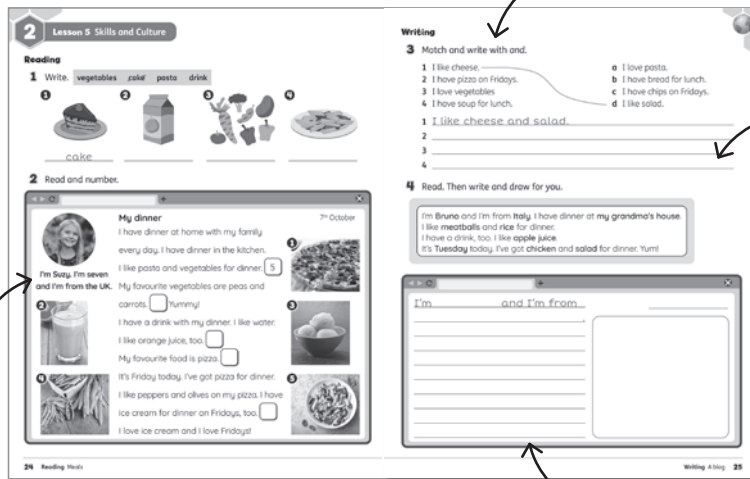 2 Lesson 5 Skills and Culture
Reading
1 Write. vegetables cake pasta drink
1 2 3 4
cake
2 Read and number.
My dinner 7th October
I have dinner at home with my family
every day. I have dinner in the kitchen.
I like pasta and vegetables for dinner. 5
My favourite vegetables are peas and
carrots. Yummy!
I have a drink with my dinner. I like water.
I like orange juice, too.
My favourite food is pizza.
It's Friday today. I've got pizza for dinner.
I like peppers and olives on my pizza. I have
ice cream for dinner on Fridays, too.
I love ice cream and I love Fridays!
I'm Suzy. I'm seven
and I'm from the UK.
1
2
3
4
5
24 Reading Meals
Writing
3 Match and write with and.
1 I like cheese.
2 I have pizza on Fridays.
3 I love vegetables
4 I have soup for lunch.
a I love pasta.
b I have bread for lunch.
c I have chips on Fridays.
d I like salad.
1 I like cheese and salad.
2
3
4
4 Read. Then write and draw for you.
I'm Bruno and I'm from Italy. I have dinner at my grandma's house.
I like meatballs and rice for dinner.
I have a drink, too. I like apple juice.
It's Tuesday today. I've got chicken and salad for dinner. Yum!
I'm and I'm from
.
Writing A blog 25